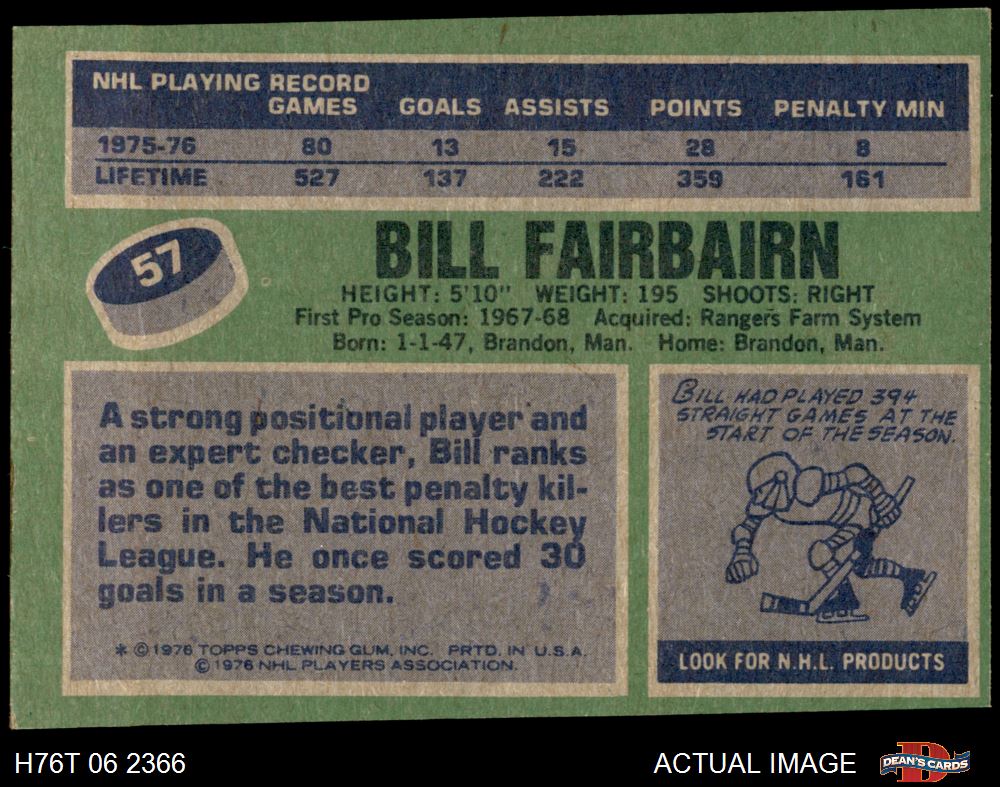 NHL PLAYING RECORD
GAMES GOALS ASSISTS POINTS PENALTY MIN
1975-76 80 13 15 28 8
LIFETIME 527 137 222 359 161
57
BILL FAIRBAIRN
HEIGHT: 5'10" WEIGHT: 195 SHOOTS: RIGHT
First Pro Season: 1967-68 Acquired: Rangers Farm System
Born: 1-1-47, Brandon, Man. Home: Brandon, Man.
A strong positional player and
an expert checker, Bill ranks
as one of the best penalty kil-
lers in the National Hockey
League. He once scored 30
goals in a season.
* ©1976 TOPPS CHEWING GUM, INC. PRTD. IN U.S.A.
©1976 NHL PLAYERS ASSOCIATION.
BILL HAD PLAYED 394
STRAIGHT GAMES AT THE
START OF THE SEASON.
LOOK FOR N.H.L. PRODUCTS
H76T 06 2366
ACTUAL IMAGE
D
DEAN'S CARDS